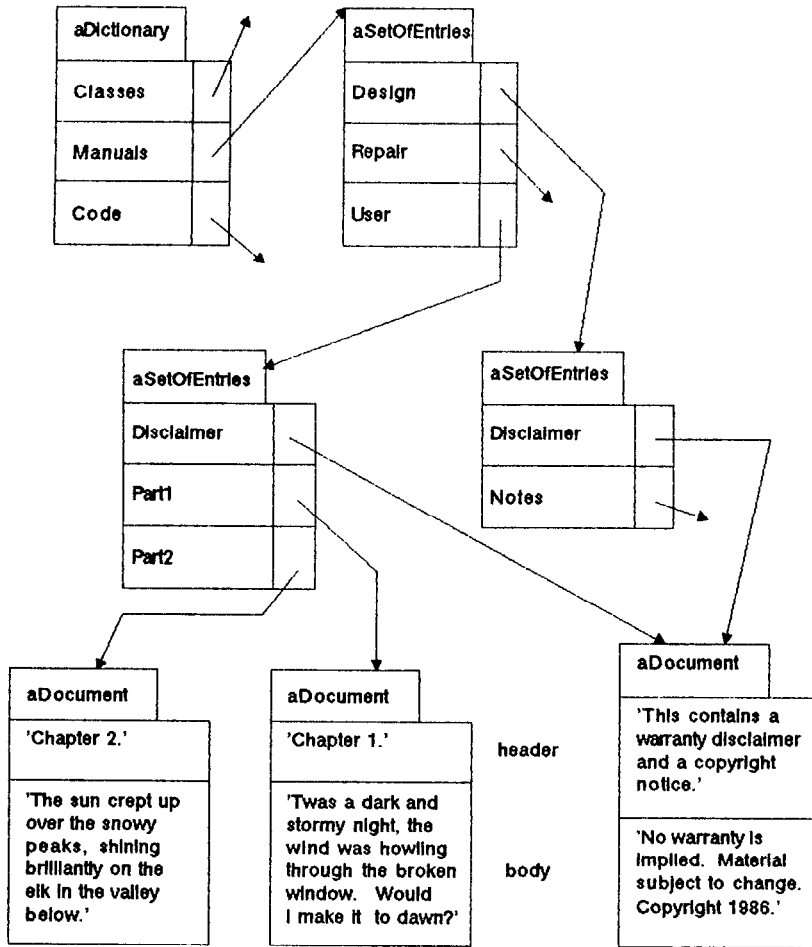 aDictionary
Classes
Manuals
Code
aSetOfEntries
Design
Repair
User
aSetOfEntries
Disclaimer
Part1
Part2
aSetOfEntries
Disclaimer
Notes
aDocument
'Chapter 2.'
'The sun crept up
over the snowy
peaks, shining
brilliantly on the
elk in the valley
below.'
aDocument
'Chapter 1.'
'Twas a dark and
stormy night, the
wind was howling
through the broken
window. Would
I make it to dawn?'
header
body
aDocument
'This contains a
warranty disclaimer
and a copyright
notice.'
'No warranty is
implied. Material
subject to change.
Copyright 1986.'